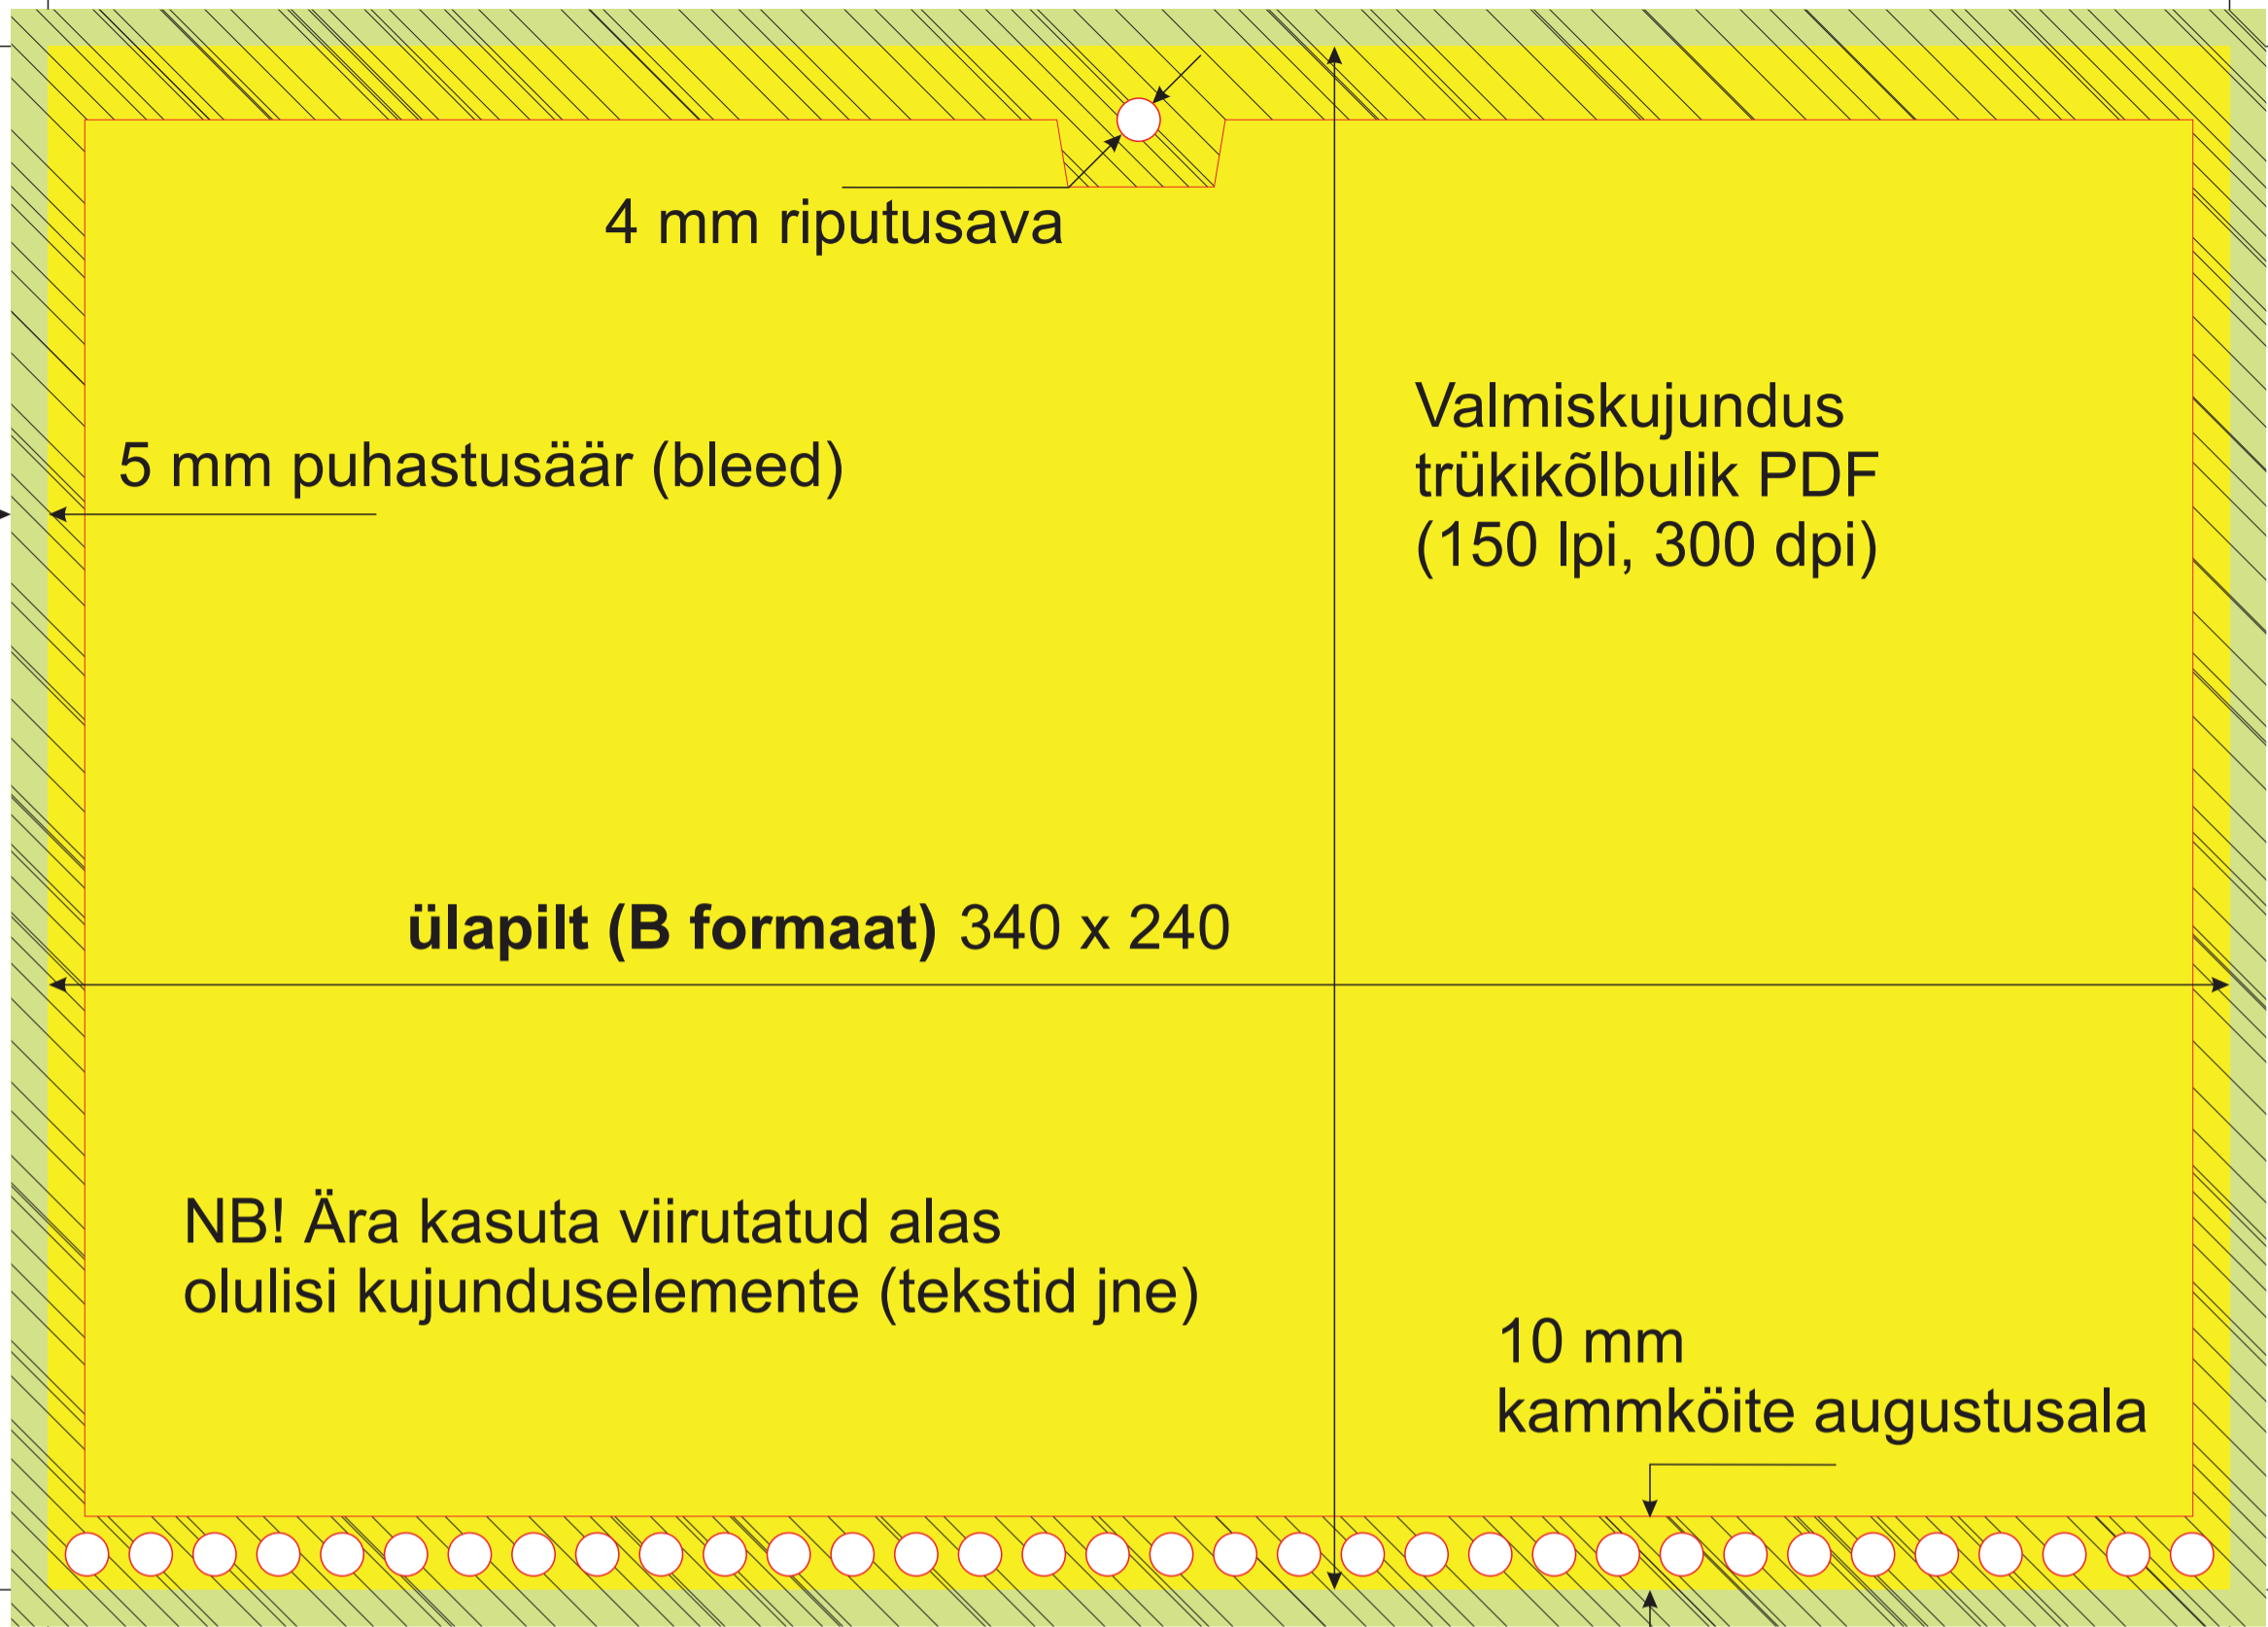 4 mm riputusava
Valmiskujundus
trükikõlbulik PDF
(150 lpi, 300 dpi)
5 mm puhastusäär (bleed)
ülapilt (B formaat) 340 x 240
NB! Ära kasuta viirutatud alas
olulisi kujunduselemente (tekstid jne)
10 mm
kammköite augustusala